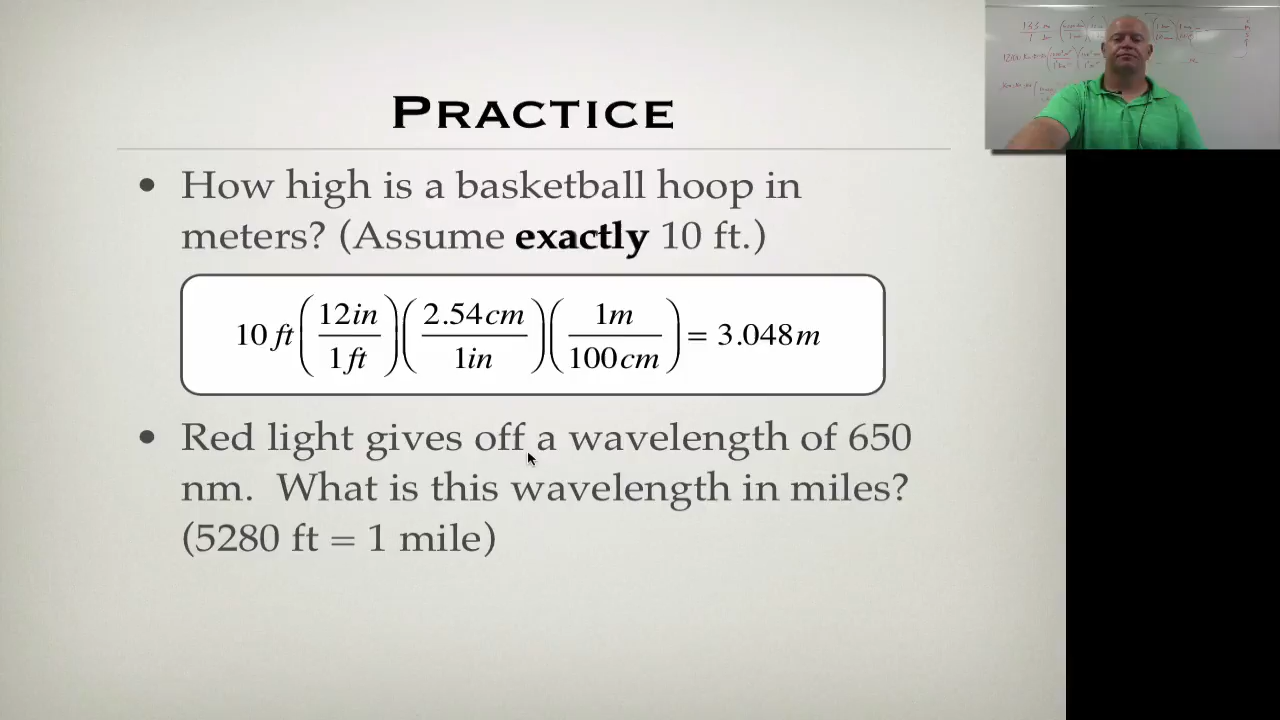 PRACTICE
• How high is a basketball hoop in
meters? (Assume exactly 10 ft.)
10 ft (12in / 1 ft) (2.54cm / 1in) (1m / 100cm) = 3.048m
• Red light gives off a wavelength of 650
nm. What is this wavelength in miles?
(5280 ft = 1 mile)